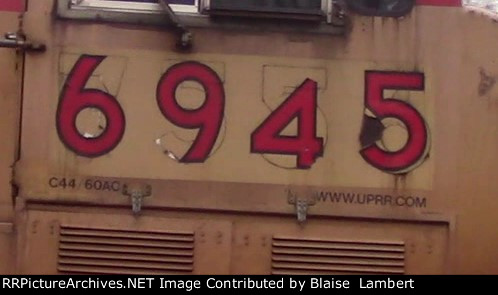 6945
C44/60AC
WWW.UPRR.COM
RRPictureArchives.NET Image Contributed by Blaise Lambert